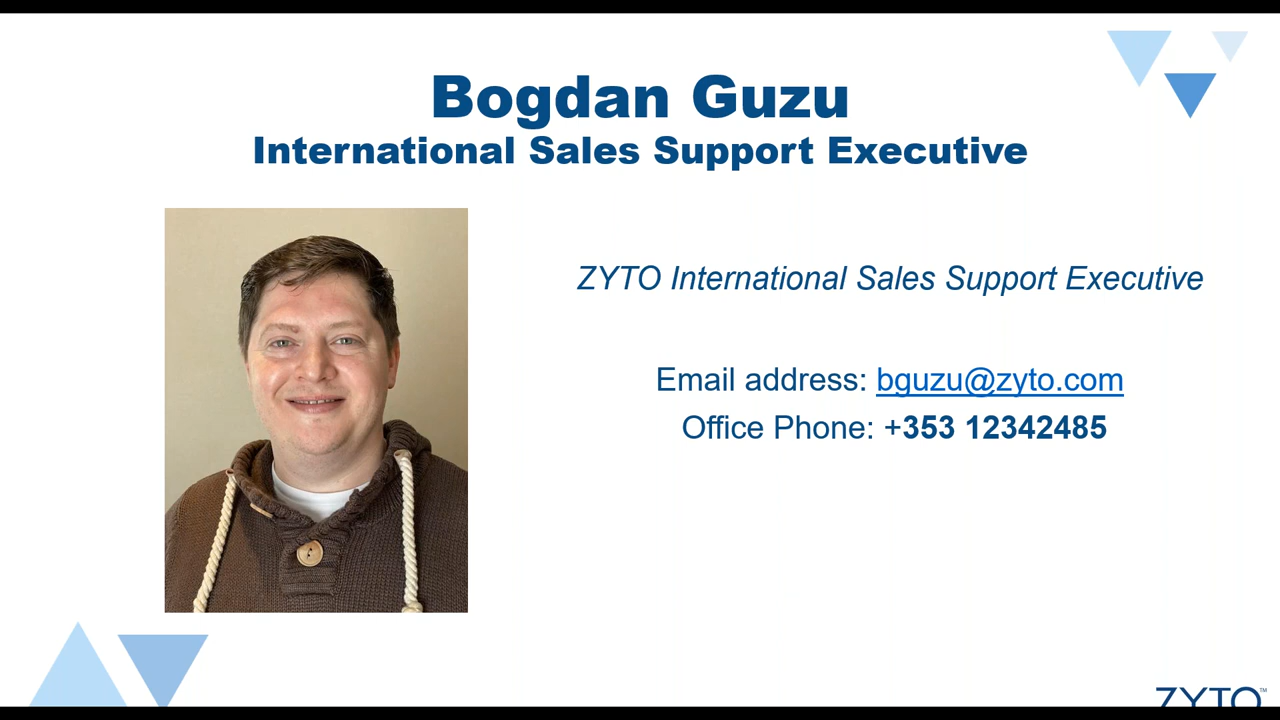 Bogdan Guzu
International Sales Support Executive
ZYTO International Sales Support Executive
Email address: bguzu@zyto.com
Office Phone: +353 12342485
ZYTO™